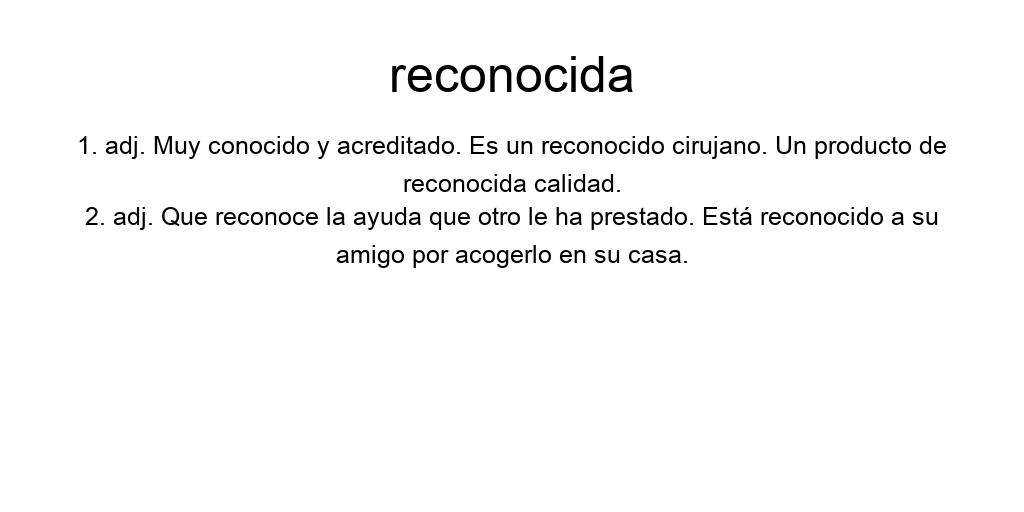 reconocida
1. adj. Muy conocido y acreditado. Es un reconocido cirujano. Un producto de
reconocida calidad.
2. adj. Que reconoce la ayuda que otro le ha prestado. Está reconocido a su
amigo por acogerlo en su casa.